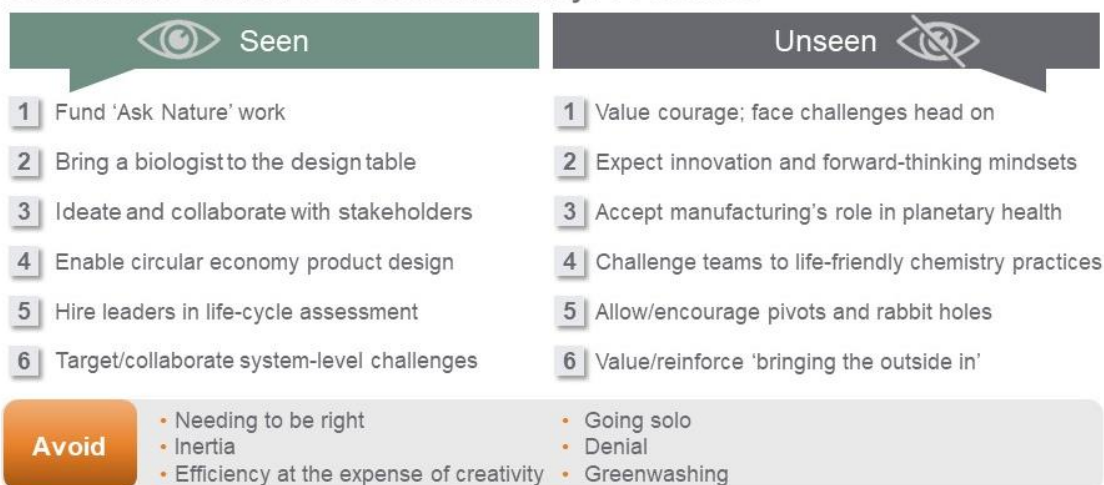 Seen
1 Fund ‘Ask Nature’ work
2 Bring a biologist to the design table
3 Ideate and collaborate with stakeholders
4 Enable circular economy product design
5 Hire leaders in life-cycle assessment
6 Target/collaborate system-level challenges
Unseen
1 Value courage; face challenges head on
2 Expect innovation and forward-thinking mindsets
3 Accept manufacturing’s role in planetary health
4 Challenge teams to life-friendly chemistry practices
5 Allow/encourage pivots and rabbit holes
6 Value/reinforce ‘bringing the outside in’
Avoid
• Needing to be right
• Inertia
• Efficiency at the expense of creativity
• Going solo
• Denial
• Greenwashing